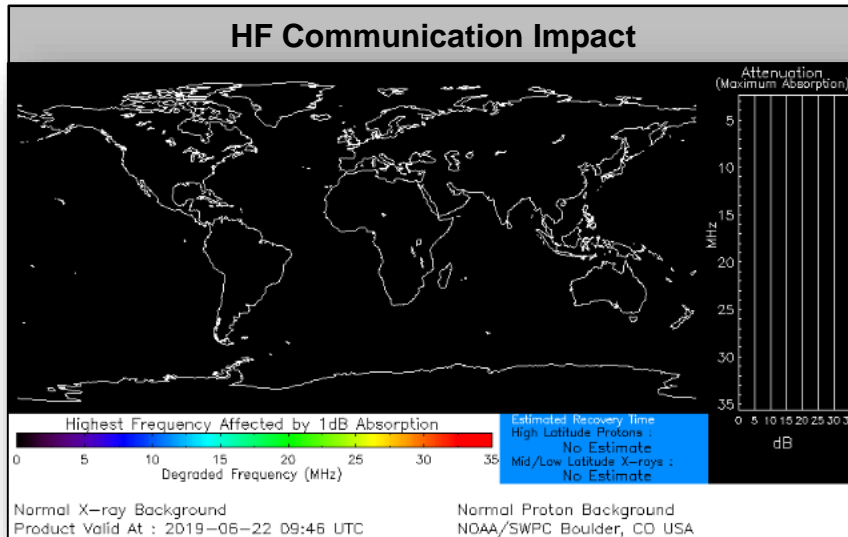 HF Communication Impact
Attenuation
(Maximum Absorption)
5
10
15
20
25
30
35
MHz
0 5 10 15 20 25 30
dB
Highest Frequency Affected by 1dB Absorption
0 5 10 15 20 25 30 35
Degraded Frequency (MHz)
Estimated Recovery Time
High Latitude Protons :
No Estimate
Mid/Low Latitude X-rays :
No Estimate
Normal X-ray Background
Normal Proton Background
Product Valid At : 2019-06-22 09:46 UTC
NOAA/SWPC Boulder, CO USA